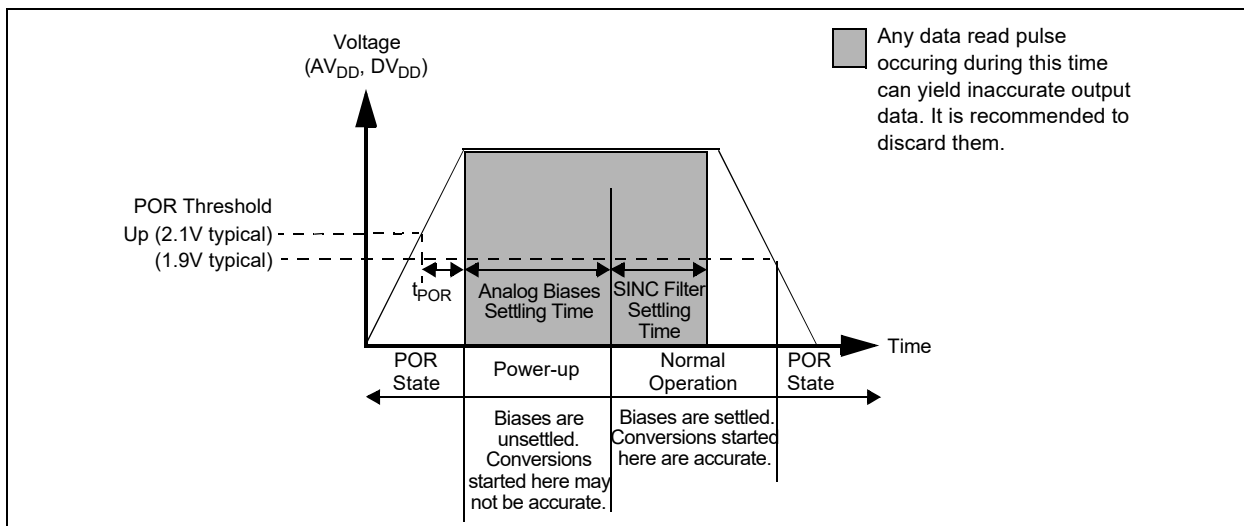 Voltage
(AVDD, DVDD)
Any data read pulse
occuring during this time
can yield inaccurate output
data. It is recommended to
discard them.
POR Threshold
Up (2.1V typical)
(1.9V typical)
tPOR
Analog Biases
Settling Time
SINC Filter
Settling
Time
Time
POR
State
Power-up
Normal
Operation
POR
State
Biases are
unsettled.
Conversions
started here may
not be accurate.
Biases are settled.
Conversions started
here are accurate.